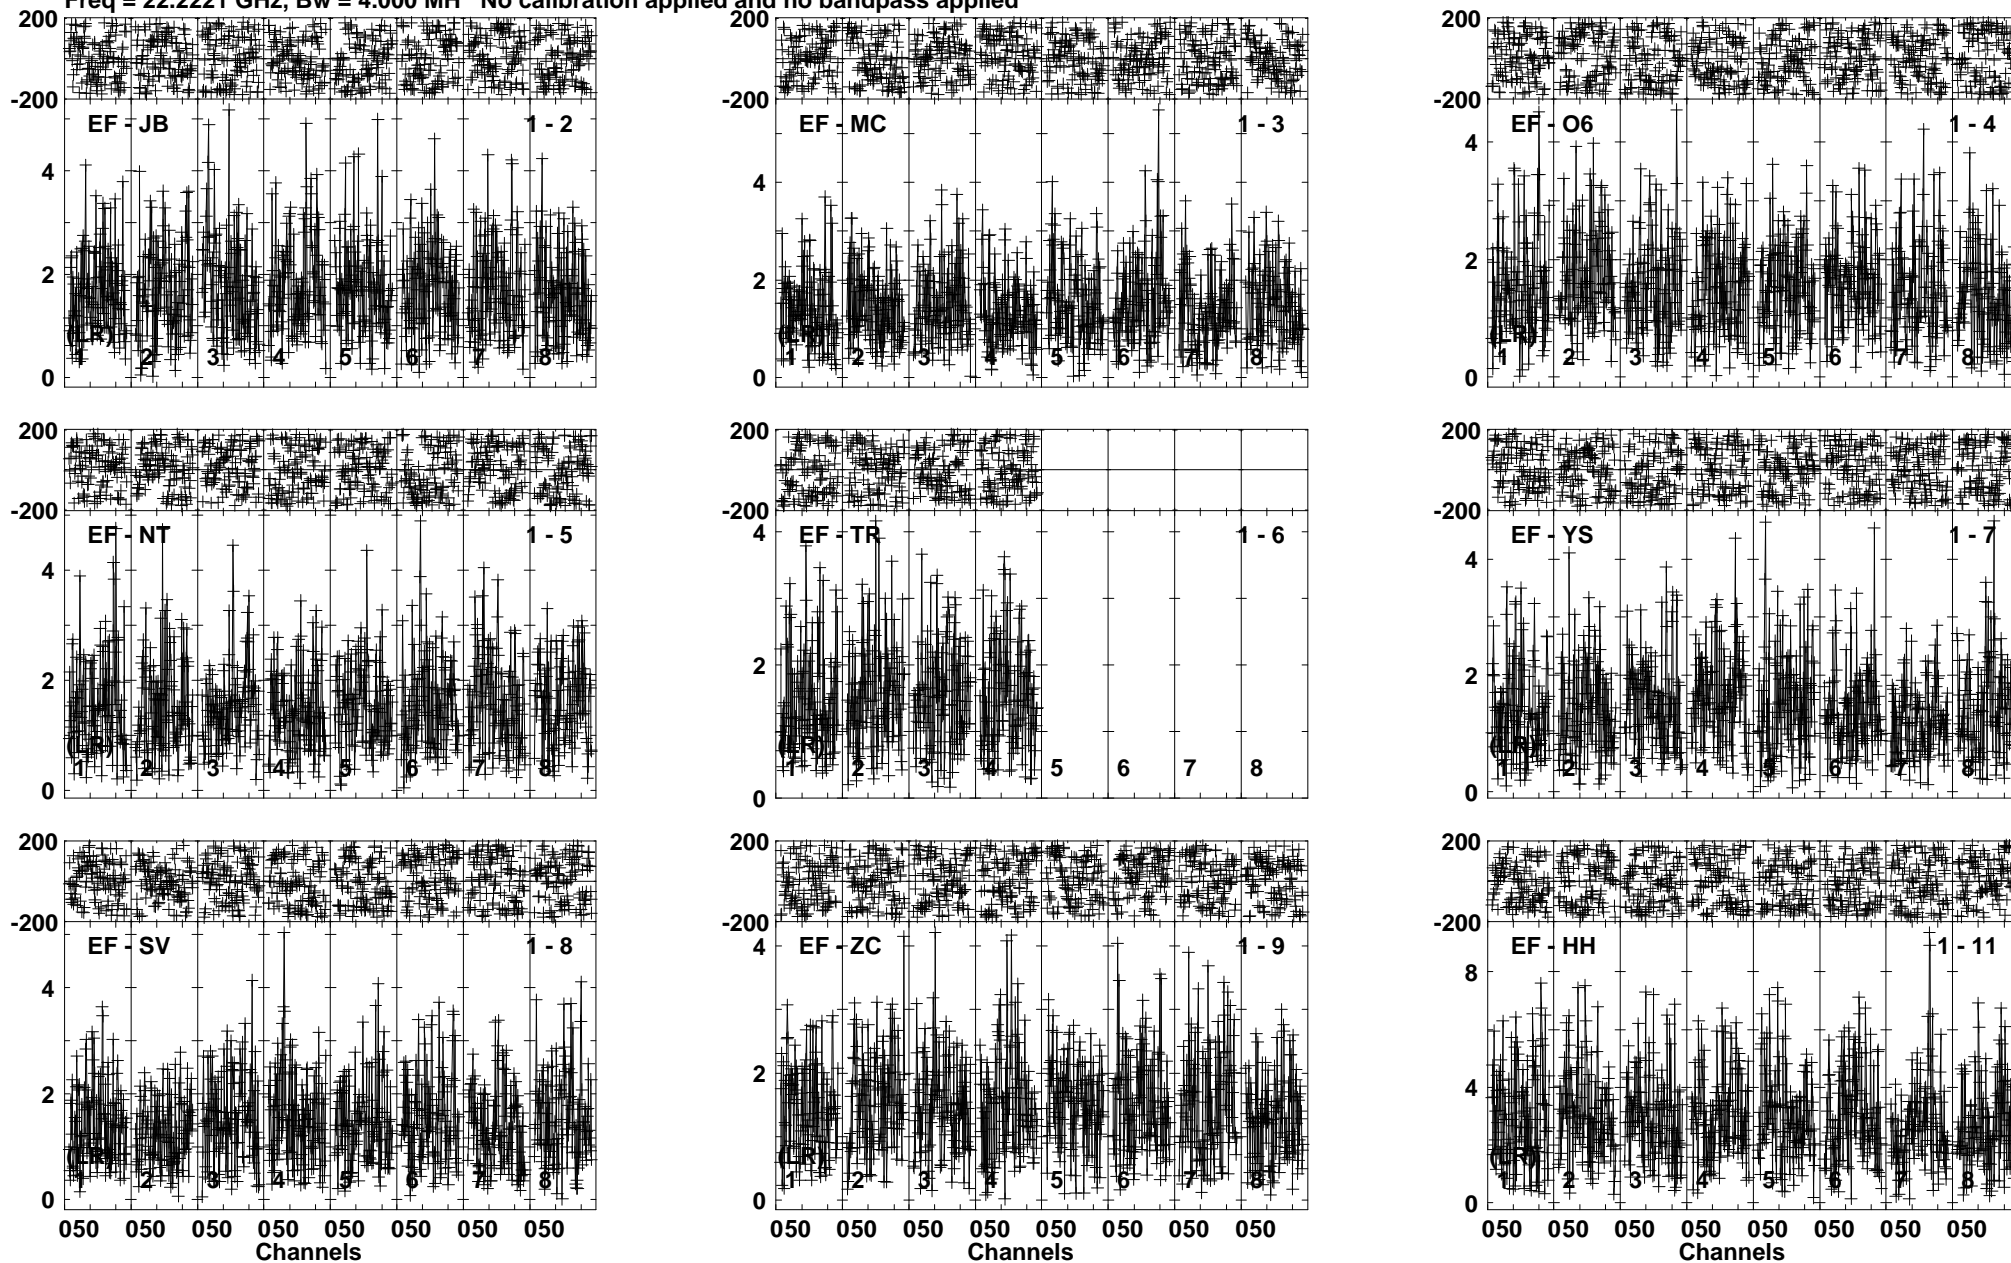 Freq = 22.2221 GHz, Bw = 4.000 MH No calibration applied and no bandpass applied
200
-200
EF - JB 1 - 2
4
2
0
(LR)
1 2 3 4 5 6 7 8
200
-200
EF - MC 1 - 3
4
2
0
(LR)
1 2 3 4 5 6 7 8
200
-200
EF - O6 1 - 4
4
2
0
(LR)
1 2 3 4 5 6 7 8
200
-200
EF - NT 1 - 5
4
2
0
(LR)
1 2 3 4 5 6 7 8
200
-200
EF - TR 1 - 6
4
2
0
(LR)
1 2 3 4 5 6 7 8
200
-200
EF - YS 1 - 7
4
2
0
(LR)
1 2 3 4 5 6 7 8
200
-200
EF - SV 1 - 8
4
2
0
(LR)
1 2 3 4 5 6 7 8
050 050 050 050 050 050 050 050
Channels
200
-200
EF - ZC 1 - 9
4
2
0
(LR)
1 2 3 4 5 6 7 8
050 050 050 050 050 050 050 050
Channels
200
-200
EF - HH 1 - 11
8
4
0
(LR)
1 2 3 4 5 6 7 8
050 050 050 050 050 050 050 050
Channels